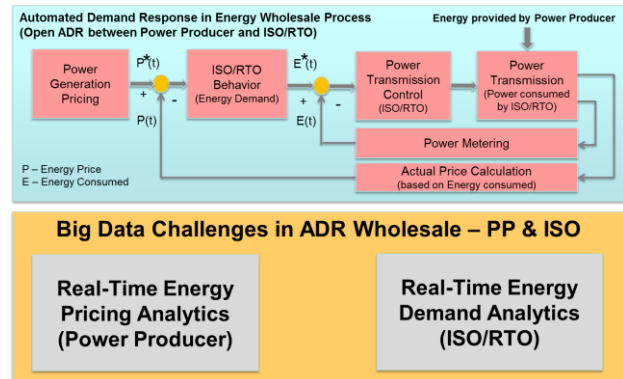 Automated Demand Response in Energy Wholesale Process
(Open ADR between Power Producer and ISO/RTO)
Energy provided by Power Producer
Power
Generation
Pricing
P*(t)
+
-
P(t)
ISO/RTO
Behavior
(Energy Demand)
E*(t)
+
-
E(t)
Power
Transmission
Control
(ISO/RTO)
Power
Transmission
(Power consumed
by ISO/RTO)
Power Metering
Actual Price Calculation
(based on Energy consumed)
P – Energy Price
E – Energy Consumed
Big Data Challenges in ADR Wholesale – PP & ISO
Real-Time Energy
Pricing Analytics
(Power Producer)
Real-Time Energy
Demand Analytics
(ISO/RTO)